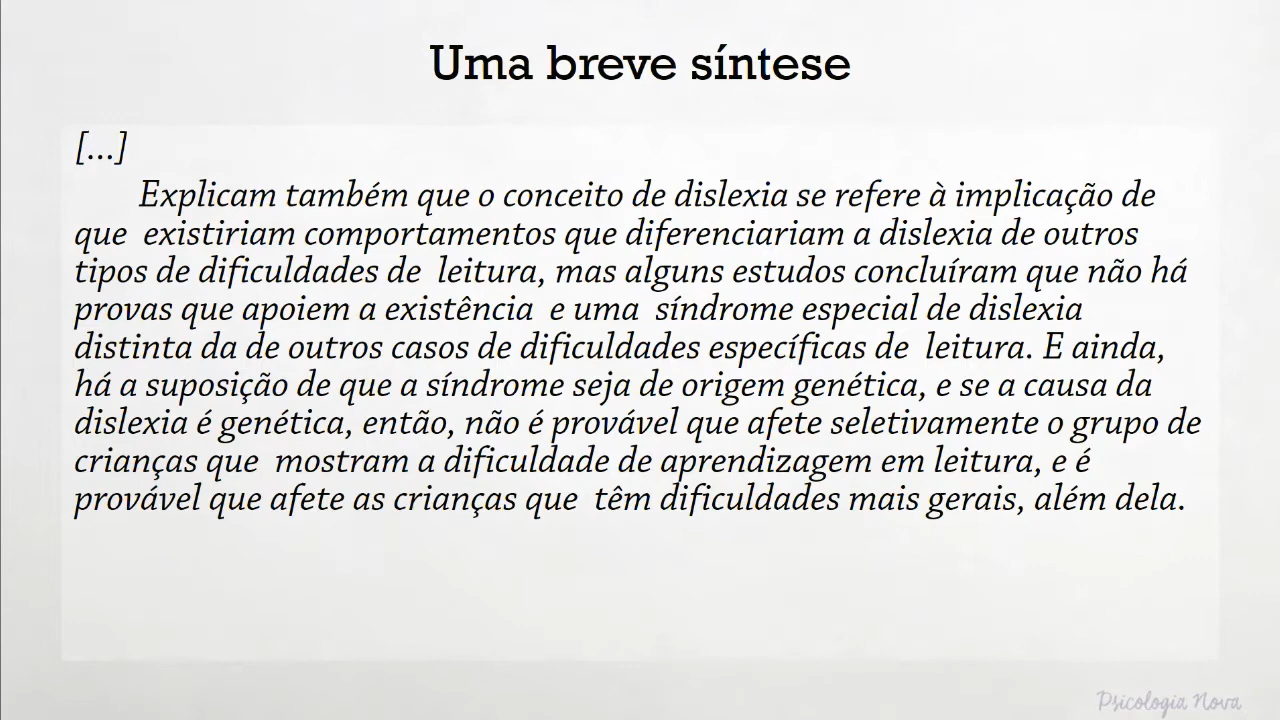 Uma breve síntese
[...]
Explicam também que o conceito de dislexia se refere à implicação de
que existiriam comportamentos que diferenciariam a dislexia de outros
tipos de dificuldades de leitura, mas alguns estudos concluíram que não há
provas que apoiem a existência e uma síndrome especial de dislexia
distinta da de outros casos de dificuldades específicas de leitura. E ainda,
há a suposição de que a síndrome seja de origem genética, e se a causa da
dislexia é genética, então, não é provável que afete seletivamente o grupo de
crianças que mostram a dificuldade de aprendizagem em leitura, e é
provável que afete as crianças que têm dificuldades mais gerais, além dela.
Psicologia Nova